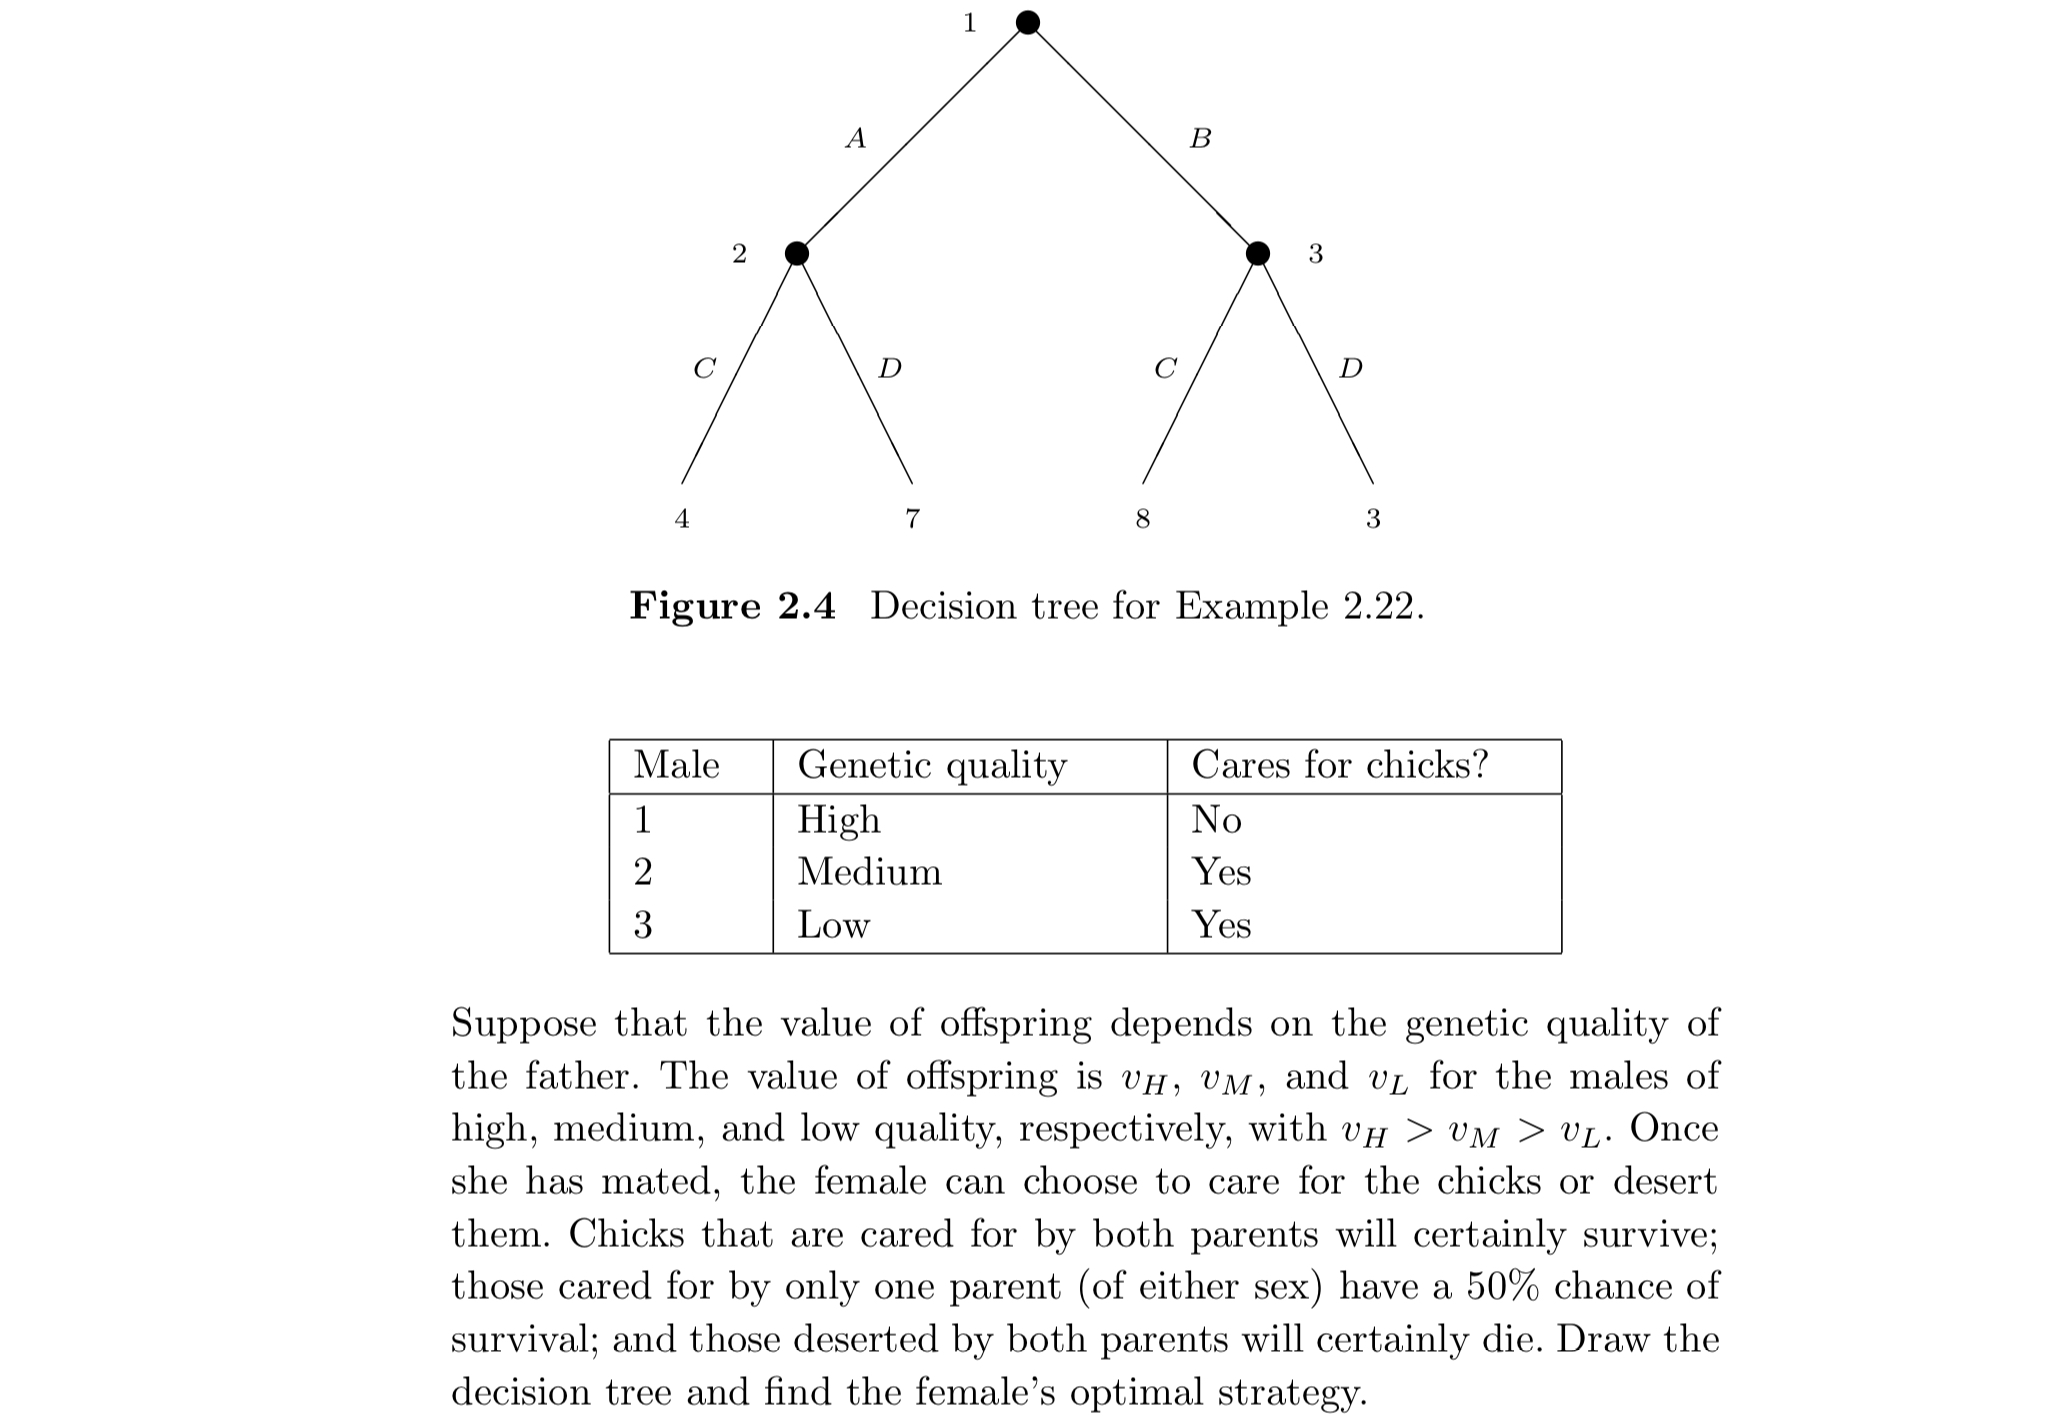 1
A B
2 3
C D C D
4 7 8 3
Figure 2.4 Decision tree for Example 2.22.
Male Genetic quality Cares for chicks?
1 High No
2 Medium Yes
3 Low Yes
Suppose that the value of offspring depends on the genetic quality of
the father. The value of offspring is v_H, v_M, and v_L for the males of
high, medium, and low quality, respectively, with v_H > v_M > v_L. Once
she has mated, the female can choose to care for the chicks or desert
them. Chicks that are cared for by both parents will certainly survive;
those cared for by only one parent (of either sex) have a 50% chance of
survival; and those deserted by both parents will certainly die. Draw the
decision tree and find the female's optimal strategy.